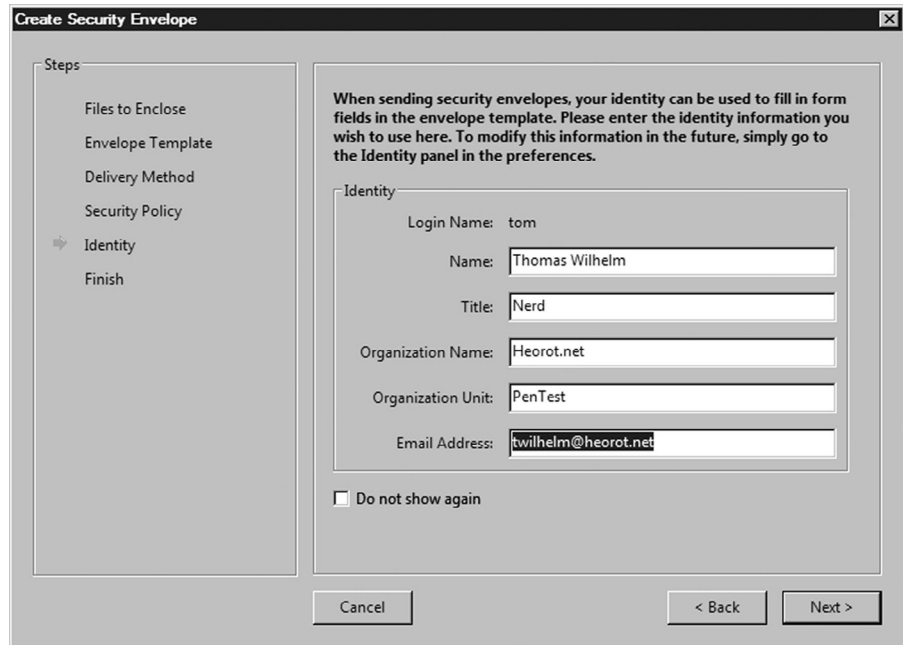 Create Security Envelope
Steps
Files to Enclose
Envelope Template
Delivery Method
Security Policy
Identity
Finish
When sending security envelopes, your identity can be used to fill in form
fields in the envelope template. Please enter the identity information you
wish to use here. To modify this information in the future, simply go to
the Identity panel in the preferences.
Identity
Login Name: tom
Name: Thomas Wilhelm
Title: Nerd
Organization Name: Heorot.net
Organization Unit: PenTest
Email Address: twilhelm@heorot.net
Do not show again
Cancel < Back Next >